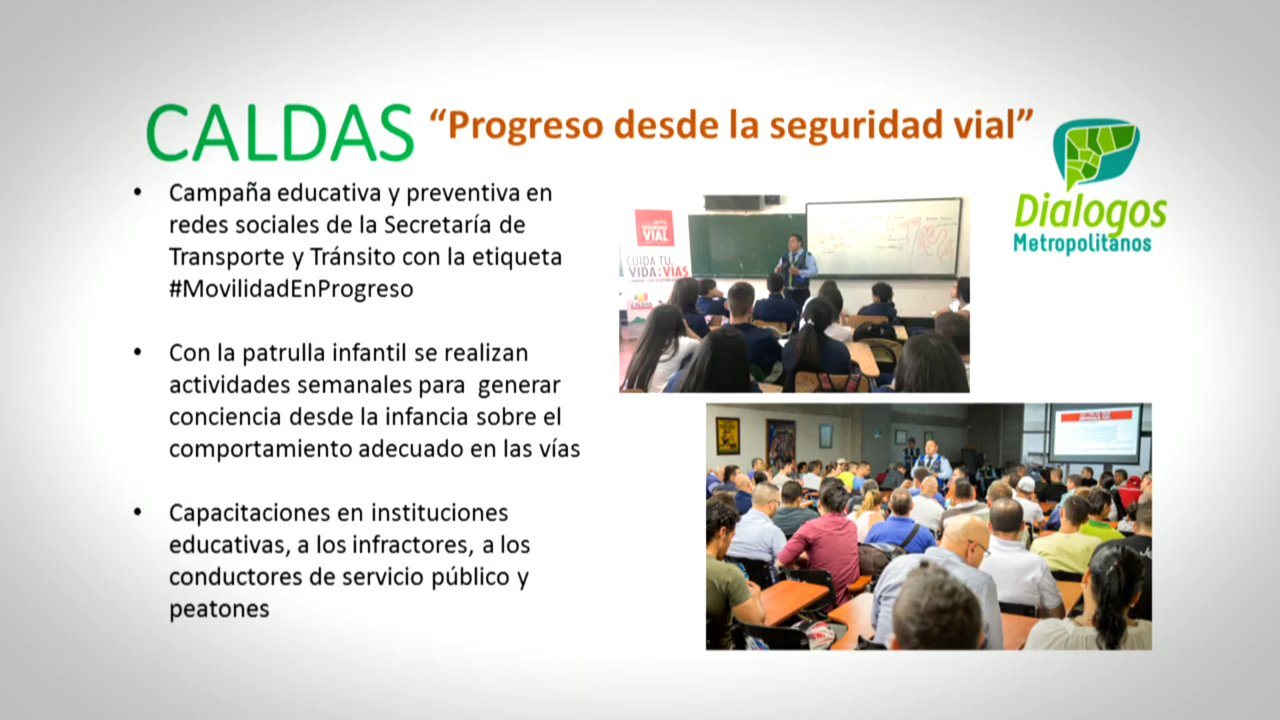 CALDAS "Progreso desde la seguridad vial"
Dialogos
Metropolitanos
• Campaña educativa y preventiva en
redes sociales de la Secretaría de
Transporte y Tránsito con la etiqueta
#MovilidadEnProgreso
• Con la patrulla infantil se realizan
actividades semanales para generar
conciencia desde la infancia sobre el
comportamiento adecuado en las vías
• Capacitaciones en instituciones
educativas, a los infractores, a los
conductores de servicio público y
peatones
VIAL
CUIDA TU
VIDA
VÍAS
CALDAS